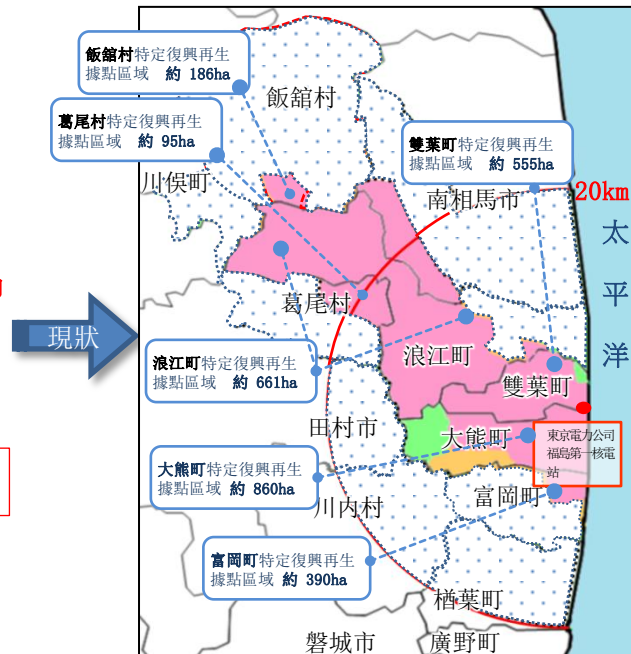 飯舘村特定復興再生
據點區域 約 186ha
飯舘村
葛尾村特定復興再生
據點區域 約 95ha
雙葉町特定復興再生
據點區域 約 555ha
川俣町
南相馬市
20km
太平洋
葛尾村
現狀
浪江町
浪江町特定復興再生
據點區域 約 661ha
雙葉町
田村市
大熊町
東京電力公司
福島第一核電
站
大熊町特定復興再生
據點區域 約 860ha
富岡町
川内村
富岡町特定復興再生
據點區域 約 390ha
楢葉町
磐城市
廣野町